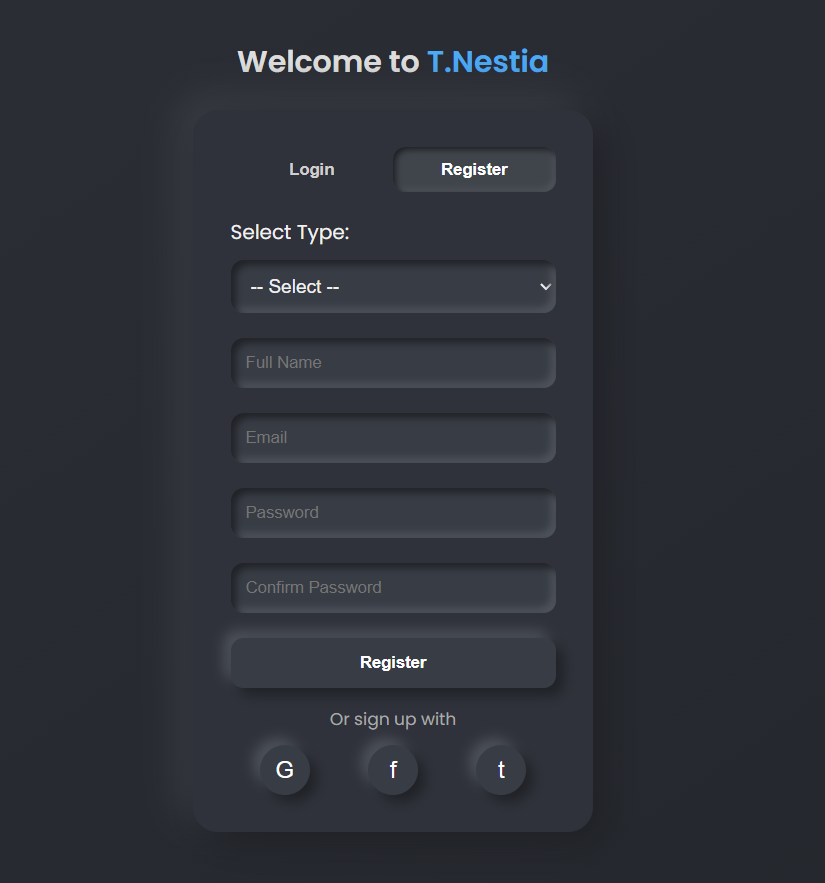 Welcome to T.Nestia
Login
Register
Select Type:
-- Select --
Full Name
Email
Password
Confirm Password
Register
Or sign up with
G
f
t